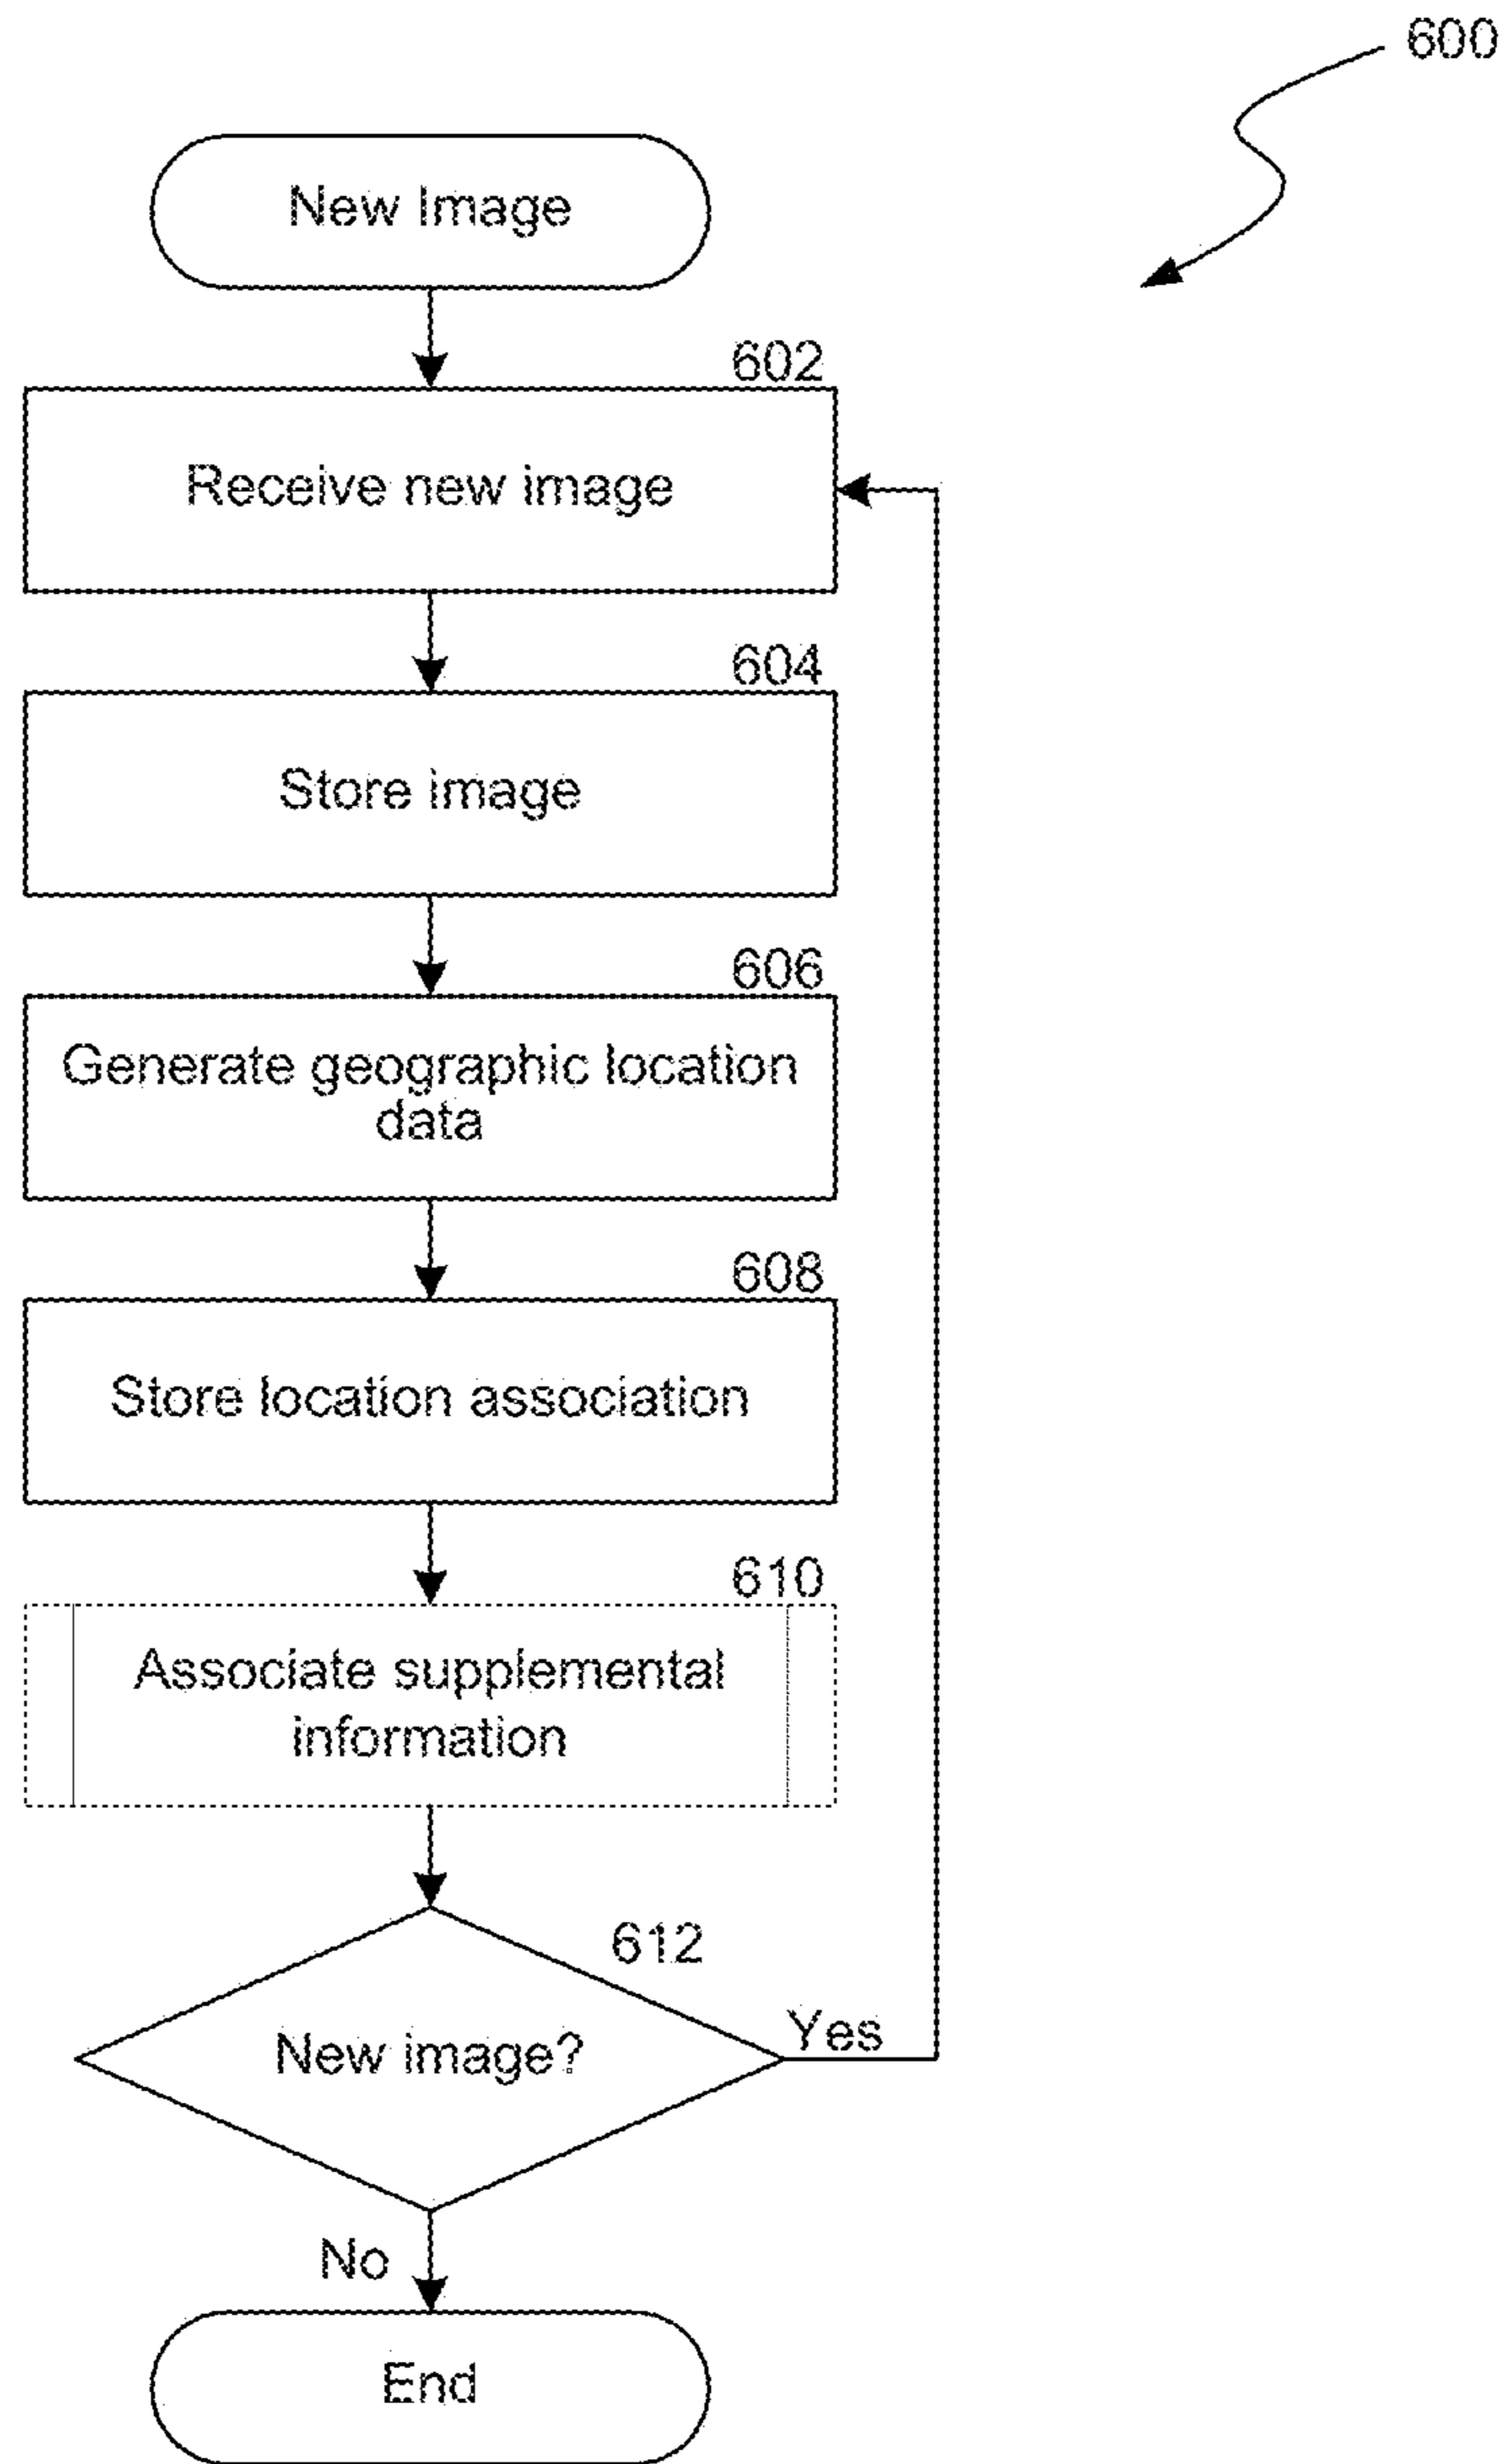 600
New Image
602
Receive new image
604
Store image
606
Generate geographic location
data
608
Store location association
610
Associate supplemental
information
612
New image?
Yes
No
End